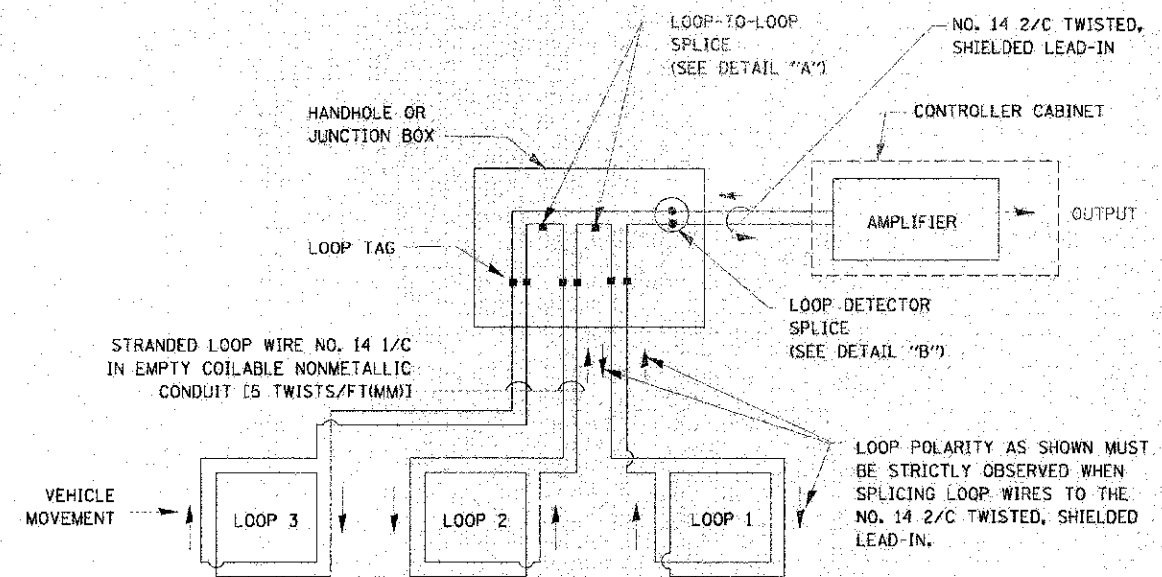 LOOP-TO-LOOP
SPLICE
(SEE DETAIL "A")
NO. 14 2/C TWISTED,
SHIELDED LEAD-IN
HANDHOLE OR
JUNCTION BOX
CONTROLLER CABINET
AMPLIFIER
OUTPUT
LOOP TAG
LOOP DETECTOR
SPLICE
(SEE DETAIL "B")
STRANDED LOOP WIRE NO. 14 1/C
IN EMPTY COILABLE NONMETALLIC
CONDUIT [5 TWISTS/FT(MM)]
LOOP POLARITY AS SHOWN MUST
BE STRICTLY OBSERVED WHEN
SPLICING LOOP WIRES TO THE
NO. 14 2/C TWISTED, SHIELDED
LEAD-IN.
VEHICLE
MOVEMENT
LOOP 3
LOOP 2
LOOP 1